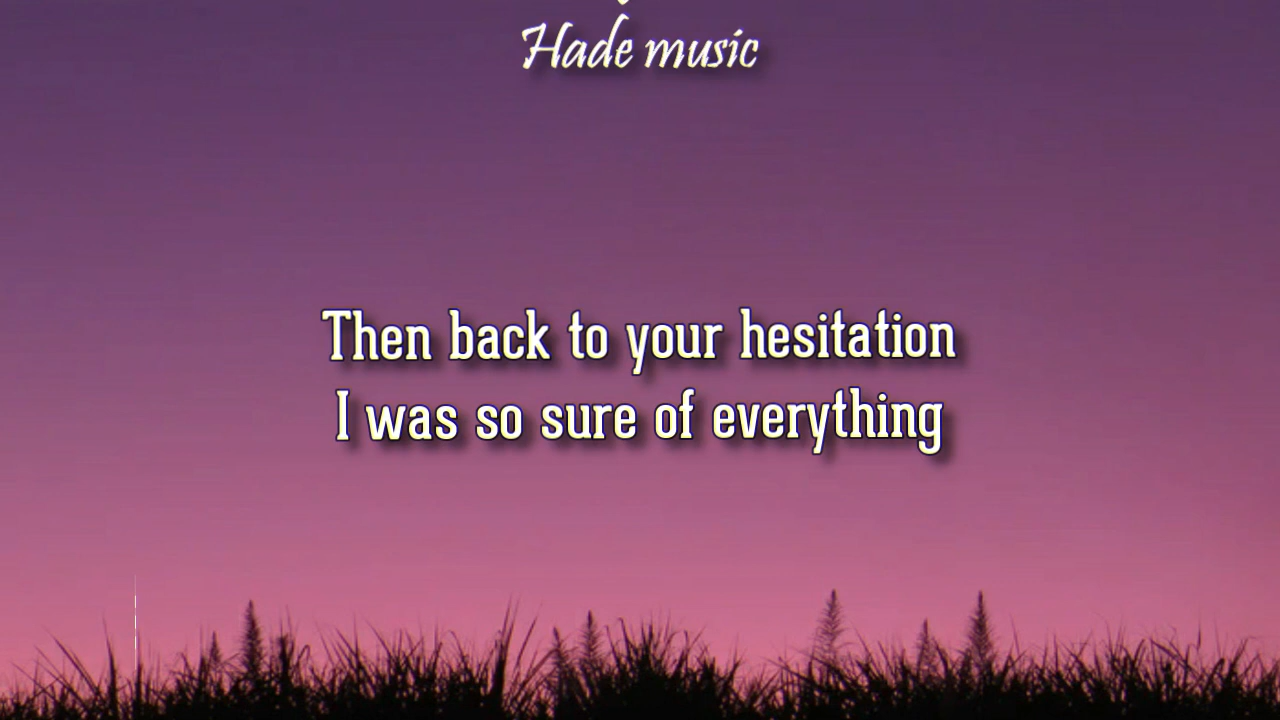 Hade music
Then back to your hesitation
I was so sure of everything